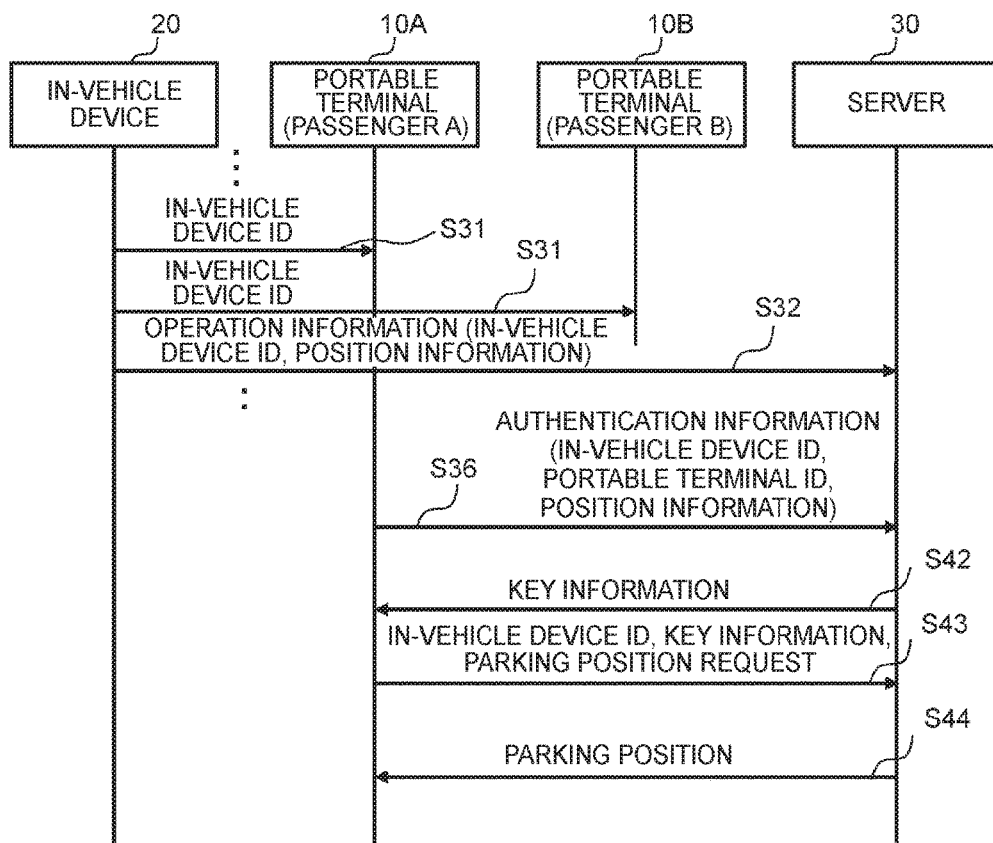 20
10A
10B
30
IN-VEHICLE
DEVICE
PORTABLE
TERMINAL
(PASSENGER A)
PORTABLE
TERMINAL
(PASSENGER B)
SERVER
IN-VEHICLE
DEVICE ID
S31
IN-VEHICLE
DEVICE ID
S31
OPERATION INFORMATION (IN-VEHICLE
DEVICE ID, POSITION INFORMATION)
S32
AUTHENTICATION INFORMATION
(IN-VEHICLE DEVICE ID,
PORTABLE TERMINAL ID,
POSITION INFORMATION)
S36
S42
KEY INFORMATION
S43
IN-VEHICLE DEVICE ID, KEY INFORMATION,
PARKING POSITION REQUEST
S44
PARKING POSITION